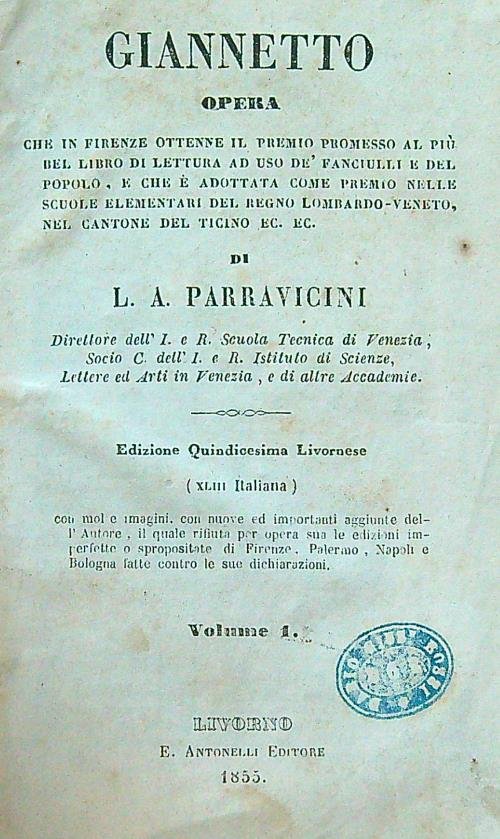 GIANNETTO
OPERA
CHE IN FIRENZE OTTENNE IL PREMIO PROMESSO AL PIÙ
BEL LIBRO DI LETTURA AD USO DE' FANCIULLI E DEL
POPOLO, E CHE È ADOTTATA COME PREMIO NELLE
SCUOLE ELEMENTARI DEL REGNO LOMBARDO-VENETO,
NEL CANTONE DEL TICINO EC. EC.
DI
L. A. PARRAVICINI
Direttore dell' I. e R. Scuola Tecnica di Venezia,
Socio C. dell' I. e R. Istituto di Scienze,
Lettere ed Arti in Venezia, e di altre Accademie.
Edizione Quindicesima Livornese
(XLIII Italiana)
con molte imagini, con nuove ed importanti aggiunte del-
l' Autore, il quale rifiuta per opera sua le edizioni im-
perfette o spropositate di Firenze, Palermo, Napoli e
Bologna fatte contro le sue dichiarazioni.
Volume 1.
LIVORNO
E. ANTONELLI EDITORE
1855.